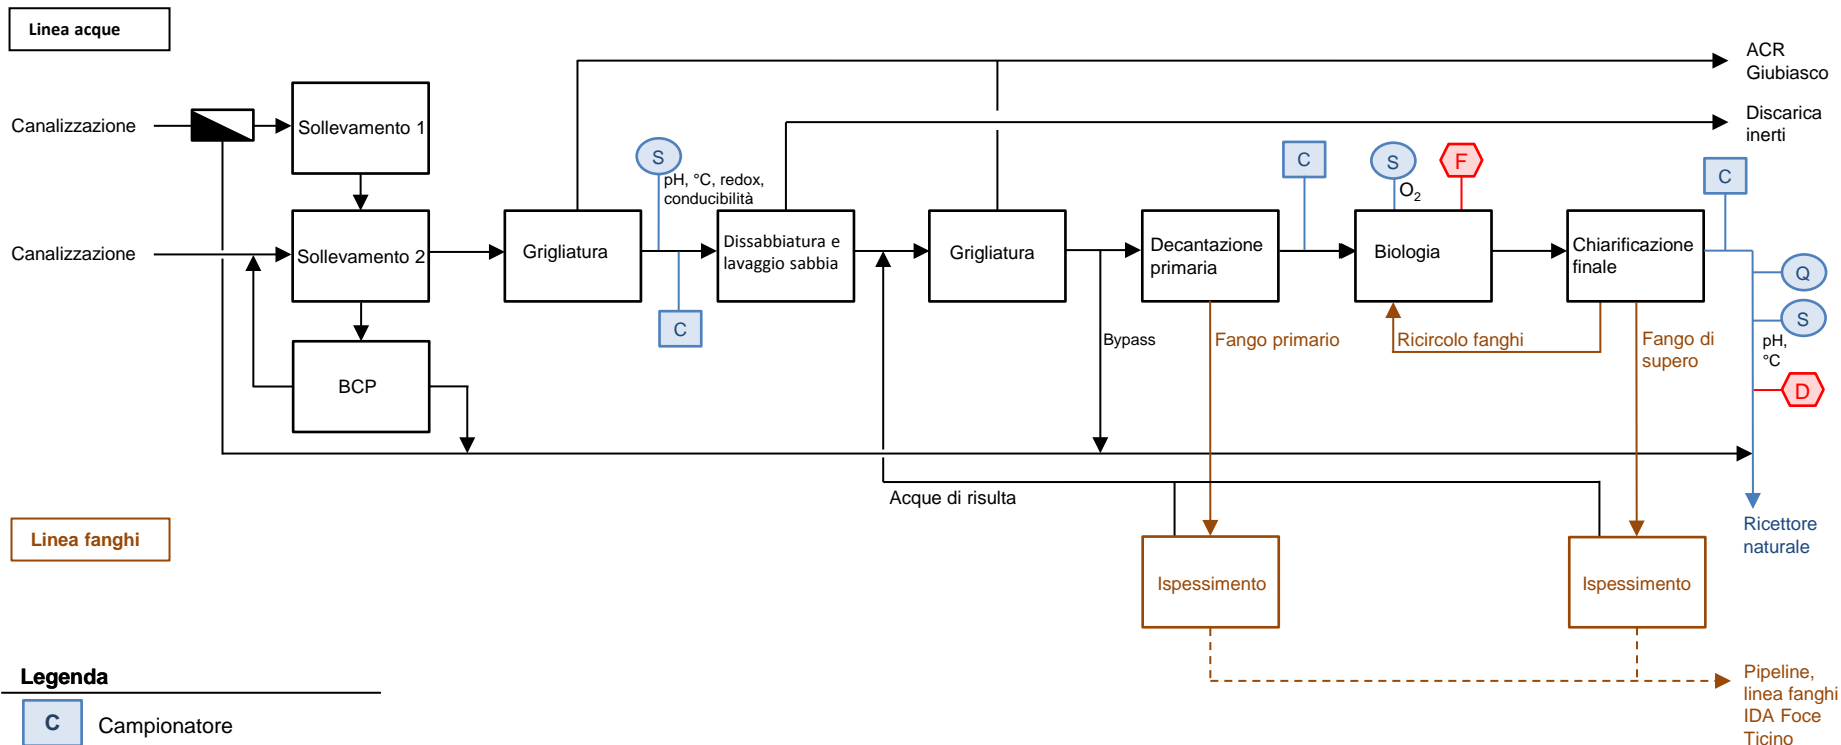 Linea acque
ACR
Giubiasco
Canalizzazione
Sollevamento 1
Discarica
inerti
S
pH, °C, redox,
conducibilità
C
S
O2
F
C
Canalizzazione
Sollevamento 2
Grigliatura
Dissabbiatura e
lavaggio sabbia
Grigliatura
Decantazione
primaria
Biologia
Chiarificazione
finale
Q
C
S
pH,
°C
Bypass
Fango primario
Ricircolo fanghi
Fango di
supero
BCP
D
Acque di risulta
Linea fanghi
Ricettore
naturale
Ispessimento
Ispessimento
Legenda
C Campionatore
Pipeline,
linea fanghi
IDA Foce
Ticino